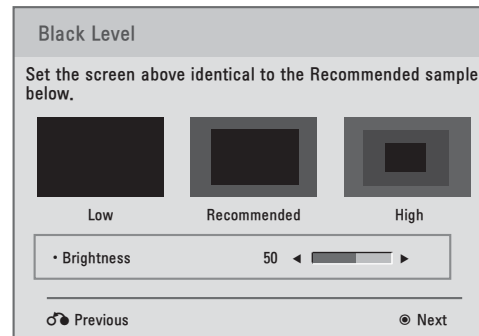 Black Level
Set the screen above identical to the Recommended sample
below.
Low Recommended High
• Brightness 50
Previous Next